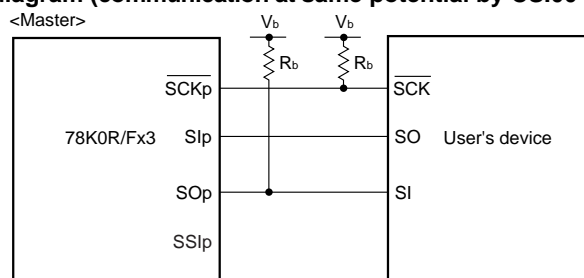 agram (communication at same potential by CSI00
<Master>
Vb Vb
Rb Rb
SCKp SCK
78K0R/Fx3 SIp SO User's device
SOp SI
SSIp